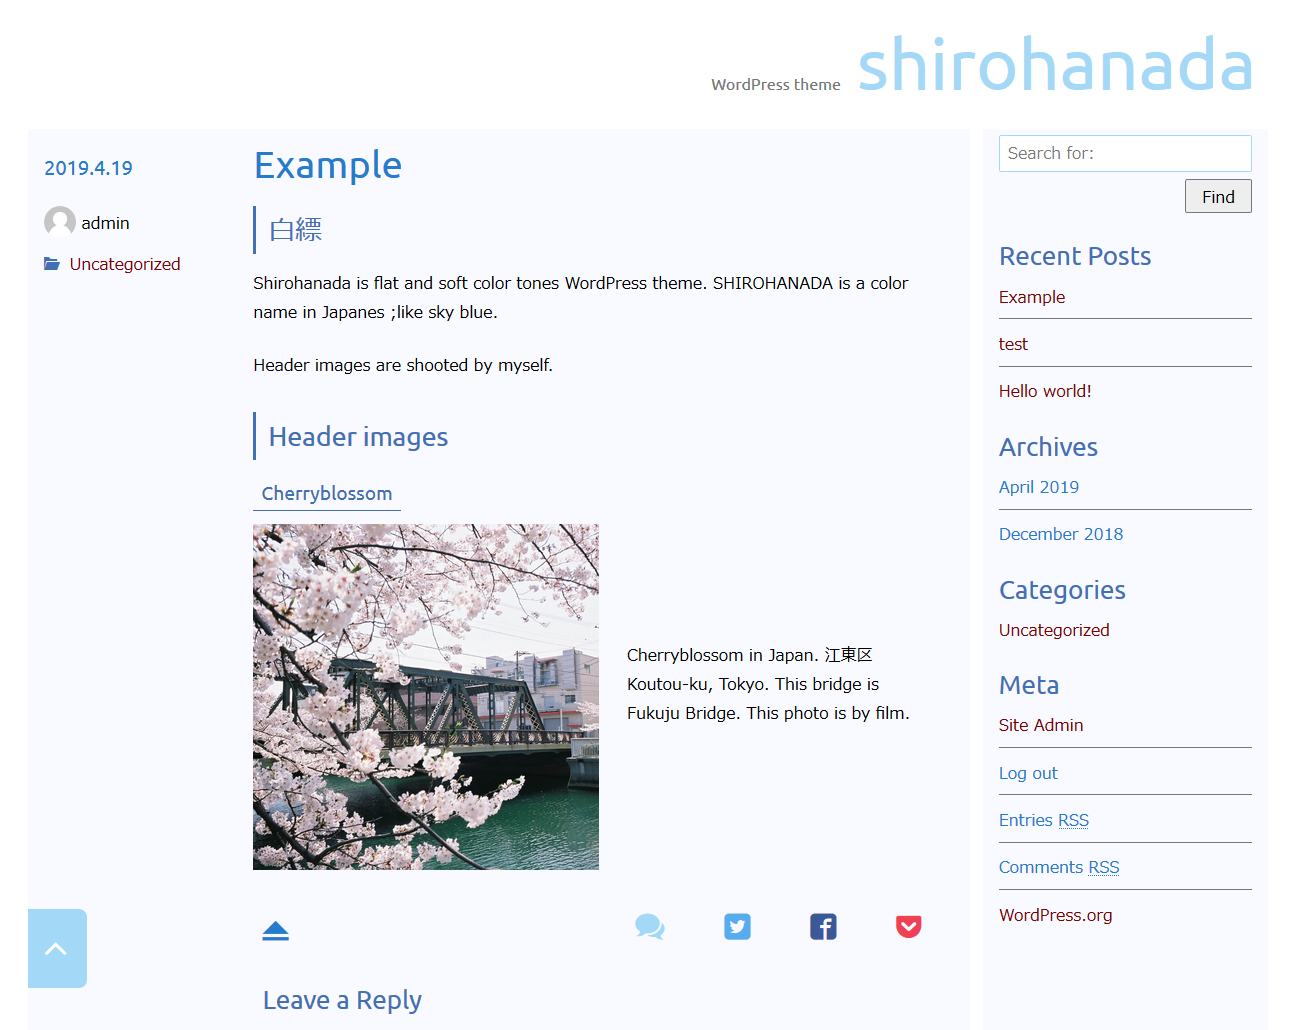 WordPress theme shirohanada
2019.4.19
admin
Uncategorized
Example
白縹
Shirohanada is flat and soft color tones WordPress theme. SHIROHANADA is a color
name in Japanes ;like sky blue.
Header images are shooted by myself.
Header images
Cherryblossom
Cherryblossom in Japan. 江東区
Koutou-ku, Tokyo. This bridge is
Fukuju Bridge. This photo is by film.
Leave a Reply
Search for:
Find
Recent Posts
Example
test
Hello world!
Archives
April 2019
December 2018
Categories
Uncategorized
Meta
Site Admin
Log out
Entries RSS
Comments RSS
WordPress.org